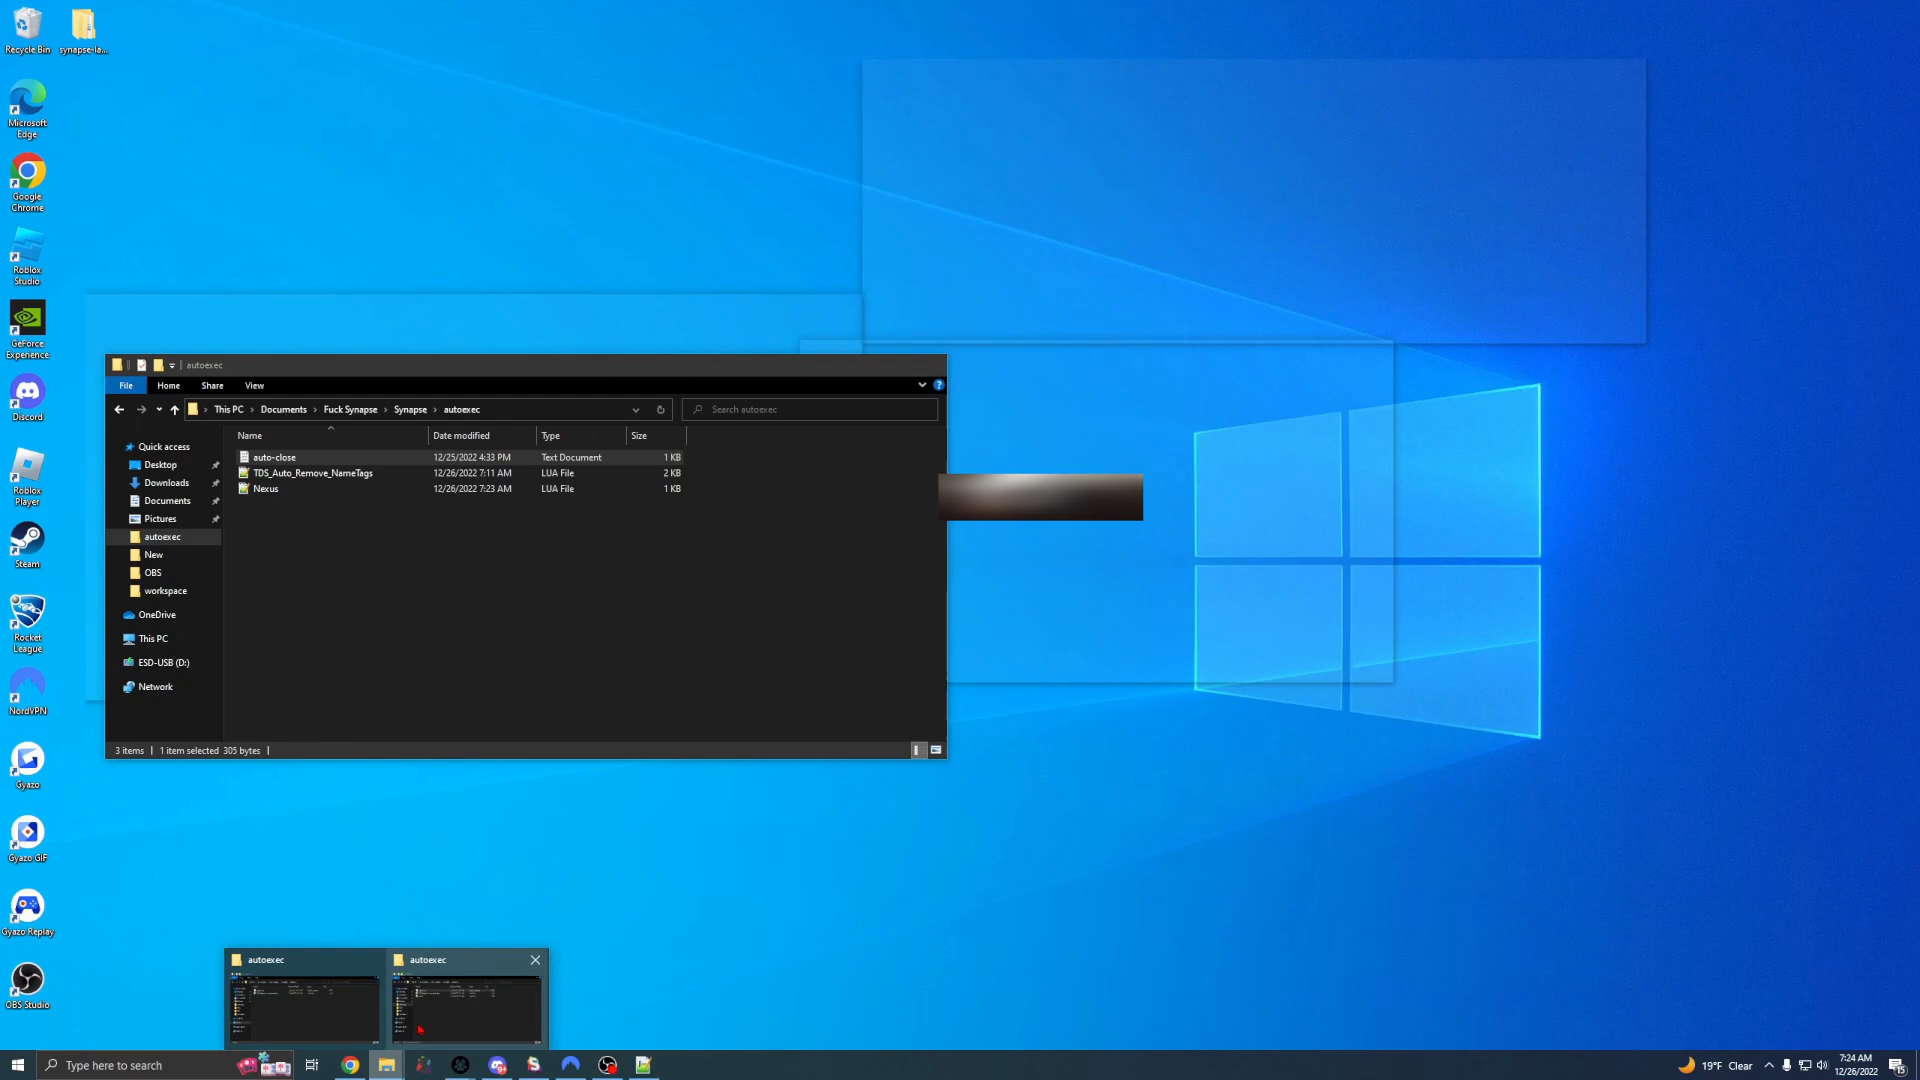 Recycle Bin
synapse-la...
Microsoft Edge
Google Chrome
Roblox Studio
GeForce Experience
Discord
Roblox Player
Steam
Rocket League
NordVPN
Gyazo
Gyazo GIF
Gyazo Replay
OBS Studio
autoexec
File Home Share View
This PC > Documents > Fuck Synapse > Synapse > autoexec
Search autoexec
Name Date modified Type Size
auto-close 12/25/2022 4:33 PM Text Document 1 KB
TDS_Auto_Remove_NameTags 12/26/2022 7:11 AM LUA File 2 KB
Nexus 12/26/2022 7:23 AM LUA File 1 KB
Quick access
Desktop
Downloads
Documents
Pictures
autoexec
New
OBS
workspace
OneDrive
This PC
ESD-USB (D:)
Network
3 items 1 item selected 305 bytes
autoexec
autoexec
Type here to search
19°F Clear
7:24 AM
12/26/2022
15